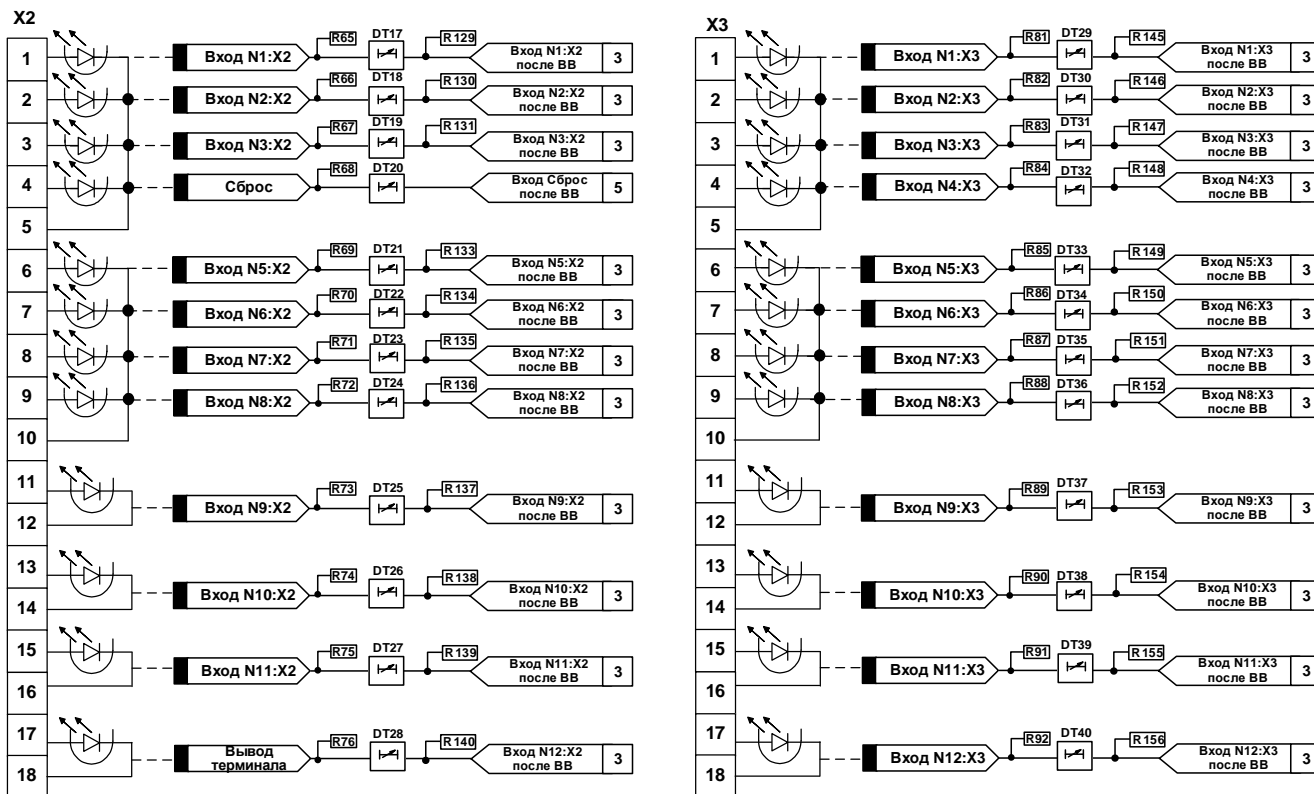 X2
1
R65
DT17
R129
Вход N1:X2
Вход N1:X2
после ВВ
3
2
R66
DT18
R130
Вход N2:X2
Вход N2:X2
после ВВ
3
3
R67
DT19
R131
Вход N3:X2
Вход N3:X2
после ВВ
3
4
R68
DT20
Сброс
Вход Сброс
после ВВ
5
5
6
R69
DT21
R133
Вход N5:X2
Вход N5:X2
после ВВ
3
7
R70
DT22
R134
Вход N6:X2
Вход N6:X2
после ВВ
3
8
R71
DT23
R135
Вход N7:X2
Вход N7:X2
после ВВ
3
9
R72
DT24
R136
Вход N8:X2
Вход N8:X2
после ВВ
3
10
11
12
R73
DT25
R137
Вход N9:X2
Вход N9:X2
после ВВ
3
13
14
R74
DT26
R138
Вход N10:X2
Вход N10:X2
после ВВ
3
15
16
R75
DT27
R139
Вход N11:X2
Вход N11:X2
после ВВ
3
17
18
R76
DT28
R140
Вывод
терминала
Вход N12:X2
после ВВ
3
X3
1
R81
DT29
R145
Вход N1:X3
Вход N1:X3
после ВВ
3
2
R82
DT30
R146
Вход N2:X3
Вход N2:X3
после ВВ
3
3
R83
DT31
R147
Вход N3:X3
Вход N3:X3
после ВВ
3
4
R84
DT32
R148
Вход N4:X3
Вход N4:X3
после ВВ
3
5
6
R85
DT33
R149
Вход N5:X3
Вход N5:X3
после ВВ
3
7
R86
DT34
R150
Вход N6:X3
Вход N6:X3
после ВВ
3
8
R87
DT35
R151
Вход N7:X3
Вход N7:X3
после ВВ
3
9
R88
DT36
R152
Вход N8:X3
Вход N8:X3
после ВВ
3
10
11
12
R89
DT37
R153
Вход N9:X3
Вход N9:X3
после ВВ
3
13
14
R90
DT38
R154
Вход N10:X3
Вход N10:X3
после ВВ
3
15
16
R91
DT39
R155
Вход N11:X3
Вход N11:X3
после ВВ
3
17
18
R92
DT40
R156
Вход N12:X3
Вход N12:X3
после ВВ
3